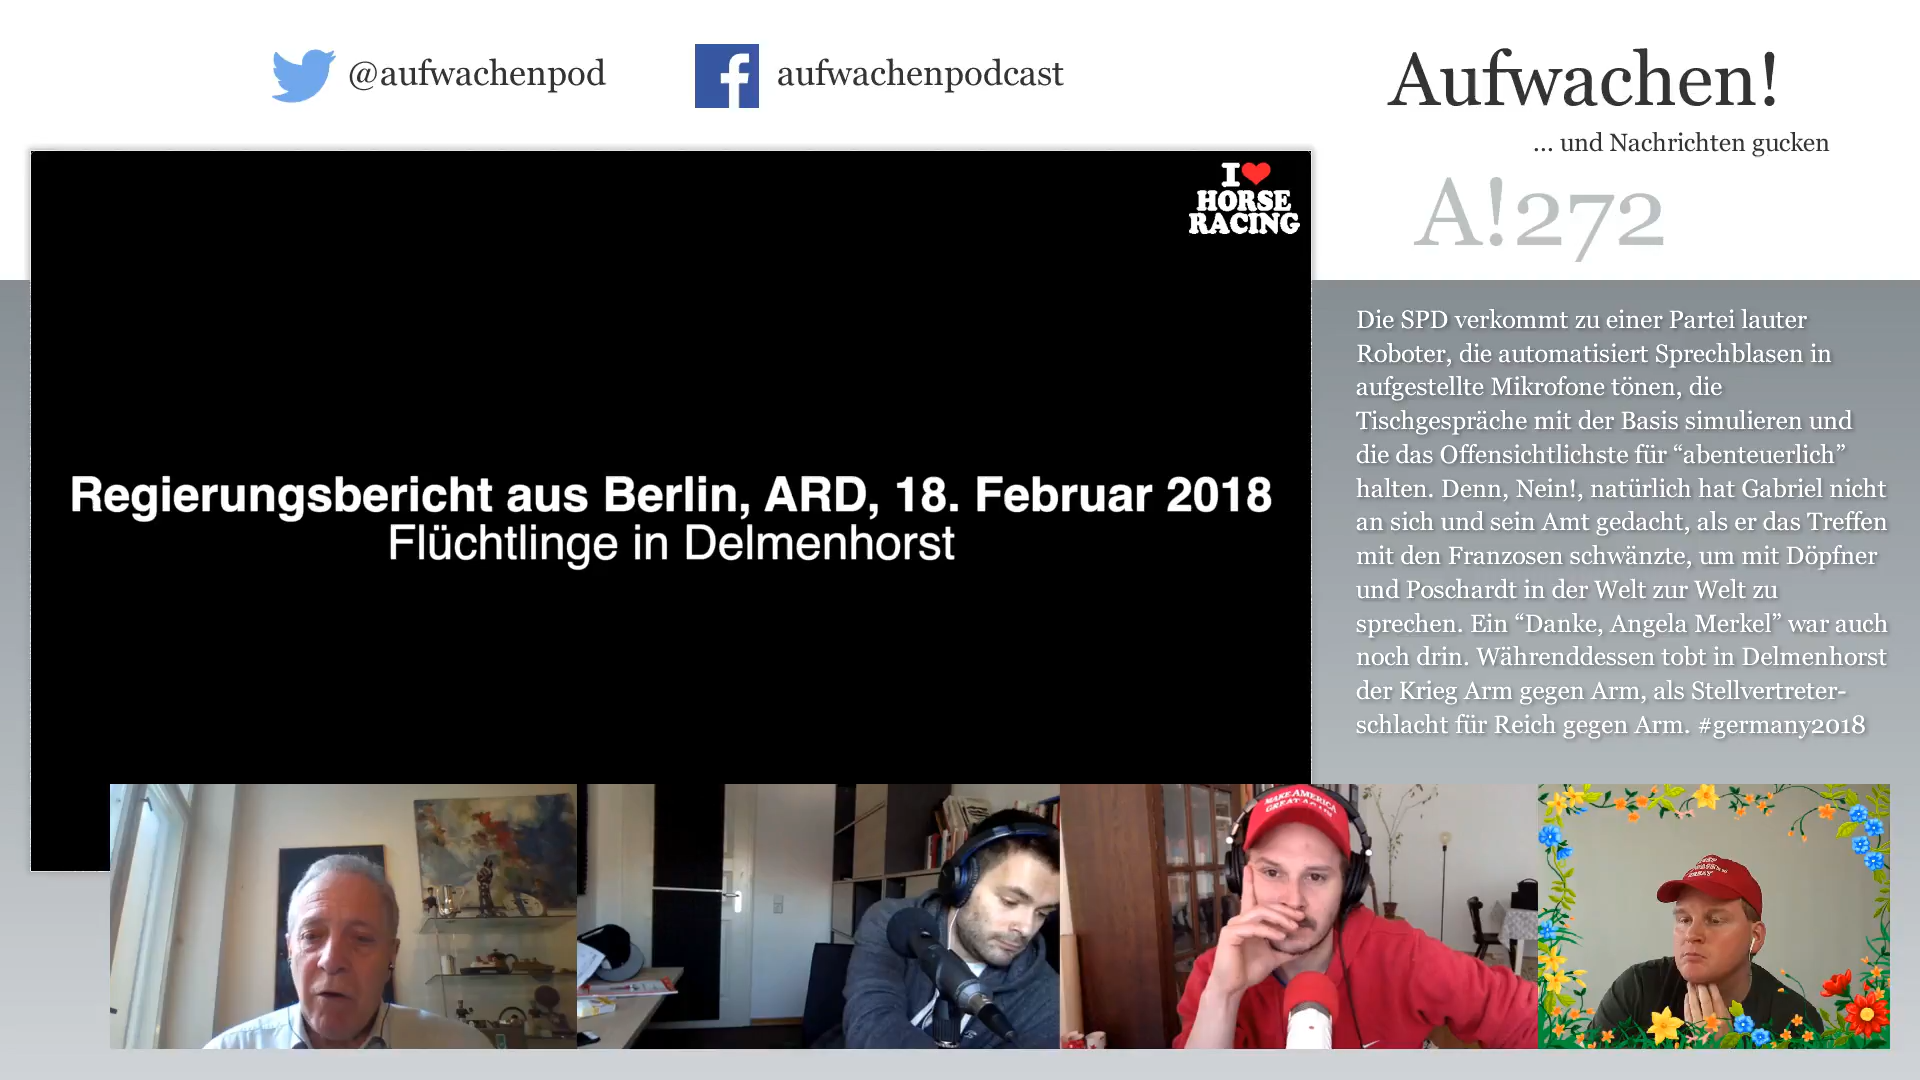 @aufwachenpod
aufwachenpodcast
Aufwachen!
... und Nachrichten gucken
A!272
I
HORSE
RACING
Regierungsbericht aus Berlin, ARD, 18. Februar 2018
Flüchtlinge in Delmenhorst
Die SPD verkommt zu einer Partei lauter
Roboter, die automatisiert Sprechblasen in
aufgestellte Mikrofone tönen, die
Tischgespräche mit der Basis simulieren und
die das Offensichtlichste für “abenteuerlich”
halten. Denn, Nein!, natürlich hat Gabriel nicht
an sich und sein Amt gedacht, als er das Treffen
mit den Franzosen schwänzte, um mit Döpfner
und Poschardt in der Welt zur Welt zu
sprechen. Ein “Danke, Angela Merkel” war auch
noch drin. Währenddessen tobt in Delmenhorst
der Krieg Arm gegen Arm, als Stellvertreter-
schlacht für Reich gegen Arm. #germany2018
MAKE AMERICA
GREAT AGAIN